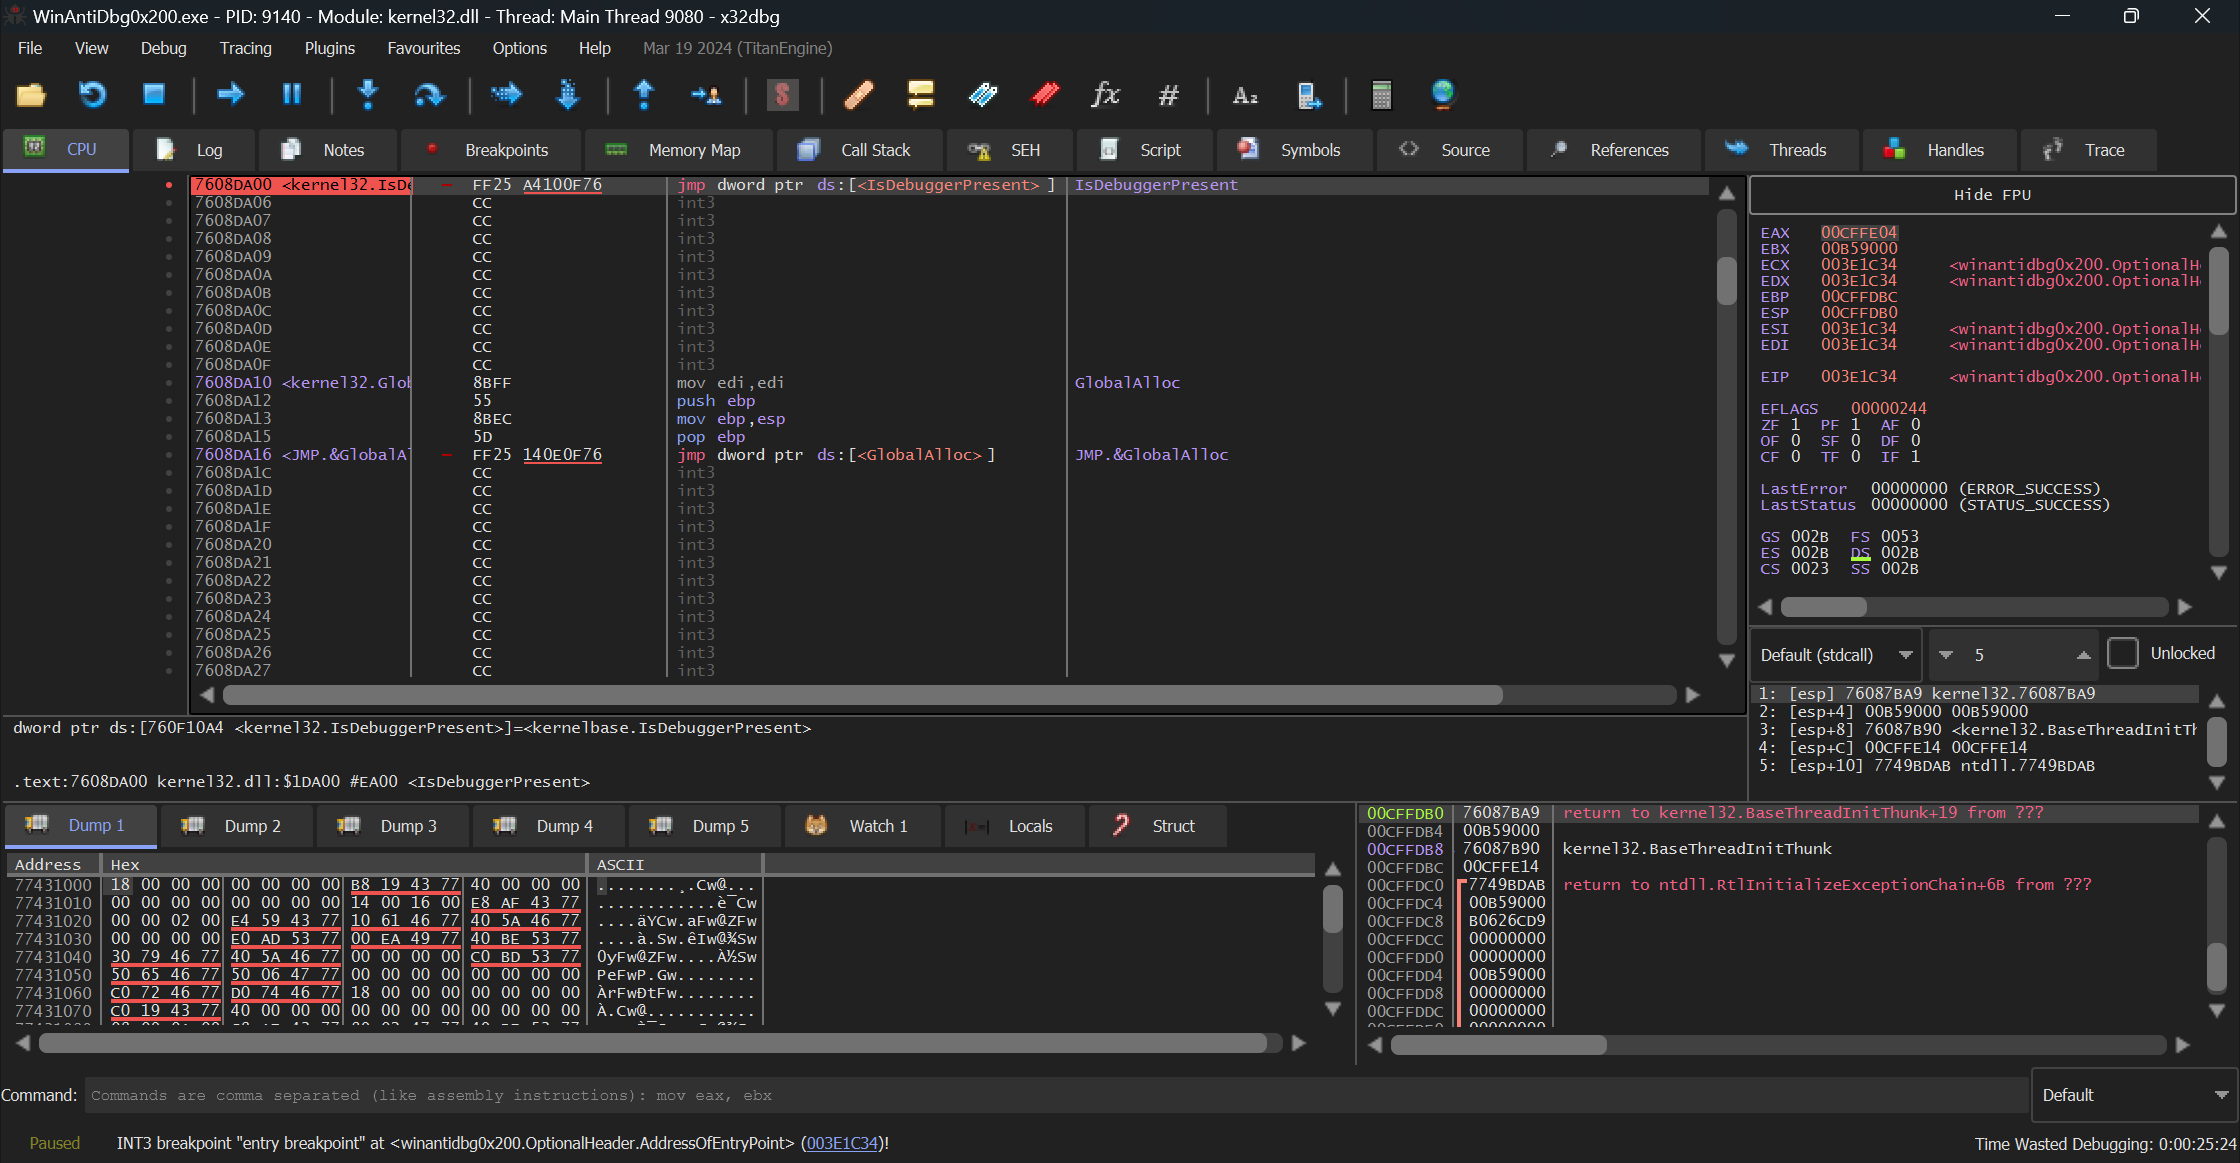 WinAntiDbg0x200.exe - PID: 9140 - Module: kernel32.dll - Thread: Main Thread 9080 - x32dbg
File View Debug Tracing Plugins Favourites Options Help Mar 19 2024 (TitanEngine)
CPU Log Notes Breakpoints Memory Map Call Stack SEH Script Symbols Source References Threads Handles Trace
7608DA00 <kernel32.IsDe - FF25 A4100F76 jmp dword ptr ds:[<IsDebuggerPresent>] IsDebuggerPresent
7608DA06 CC int3
7608DA07 CC int3
7608DA08 CC int3
7608DA09 CC int3
7608DA0A CC int3
7608DA0B CC int3
7608DA0C CC int3
7608DA0D CC int3
7608DA0E CC int3
7608DA0F CC int3
7608DA10 <kernel32.Glob 8BFF mov edi,edi GlobalAlloc
7608DA12 55 push ebp
7608DA13 8BEC mov ebp,esp
7608DA15 5D pop ebp
7608DA16 <JMP.&GlobalAl - FF25 140E0F76 jmp dword ptr ds:[<GlobalAlloc>] JMP.&GlobalAlloc
7608DA1C CC int3
7608DA1D CC int3
7608DA1E CC int3
7608DA1F CC int3
7608DA20 CC int3
7608DA21 CC int3
7608DA22 CC int3
7608DA23 CC int3
7608DA24 CC int3
7608DA25 CC int3
7608DA26 CC int3
7608DA27 CC int3
Hide FPU
EAX 00CFFE04
EBX 00B59000
ECX 003E1C34 <winantidbg0x200.OptionalHe
EDX 003E1C34 <winantidbg0x200.OptionalHe
EBP 00CFFDBC
ESP 00CFFDB0
ESI 003E1C34 <winantidbg0x200.OptionalHe
EDI 003E1C34 <winantidbg0x200.OptionalHe
EIP 003E1C34 <winantidbg0x200.OptionalHe
EFLAGS 00000244
ZF 1 PF 1 AF 0
OF 0 SF 0 DF 0
CF 0 TF 0 IF 1
LastError 00000000 (ERROR_SUCCESS)
LastStatus 00000000 (STATUS_SUCCESS)
GS 002B FS 0053
ES 002B DS 002B
CS 0023 SS 002B
Default (stdcall) 5 Unlocked
1: [esp] 76087BA9 kernel32.76087BA9
2: [esp+4] 00B59000 00B59000
3: [esp+8] 76087B90 <kernel32.BaseThreadInitTh
4: [esp+C] 00CFFE14 00CFFE14
5: [esp+10] 7749BDAB ntdll.7749BDAB
dword ptr ds:[760F10A4 <kernel32.IsDebuggerPresent>]=<kernelbase.IsDebuggerPresent>
.text:7608DA00 kernel32.dll:$1DA00 #EA00 <IsDebuggerPresent>
Dump 1 Dump 2 Dump 3 Dump 4 Dump 5 Watch 1 Locals Struct
Address Hex ASCII
77431000 18 00 00 00 00 00 00 00 B8 19 43 77 40 00 00 00 .........¸.Cw@...
77431010 00 00 00 00 00 00 00 00 14 00 16 00 E8 AF 43 77 ............è¯Cw
77431020 00 00 02 00 E4 59 43 77 10 61 46 77 40 5A 46 77 ....äYCw.aFw@ZFw
77431030 00 00 00 00 E0 AD 53 77 00 EA 49 77 40 BE 53 77 ....à.Sw.êIw@¾Sw
77431040 30 79 46 77 40 5A 46 77 00 00 00 00 C0 BD 53 77 0yFw@ZFw....À½Sw
77431050 50 65 46 77 50 06 47 77 00 00 00 00 00 00 00 00 PeFwP.Gw........
77431060 C0 72 46 77 D0 74 46 77 18 00 00 00 00 00 00 00 ÀrFwÐtFw........
77431070 C0 19 43 77 40 00 00 00 00 00 00 00 00 00 00 00 À.Cw@...........
00CFFDB0 76087BA9 return to kernel32.BaseThreadInitThunk+19 from ???
00CFFDB4 00B59000
00CFFDB8 76087B90 kernel32.BaseThreadInitThunk
00CFFDBC 00CFFE14
00CFFDC0 7749BDAB return to ntdll.RtlInitializeExceptionChain+6B from ???
00CFFDC4 00B59000
00CFFDC8 B0626CD9
00CFFDCC 00000000
00CFFDD0 00000000
00CFFDD4 00B59000
00CFFDD8 00000000
00CFFDDC 00000000
Command: Commands are comma separated (like assembly instructions): mov eax, ebx Default
Paused INT3 breakpoint "entry breakpoint" at <winantidbg0x200.OptionalHeader.AddressOfEntryPoint> (003E1C34)! Time Wasted Debugging: 0:00:25:24